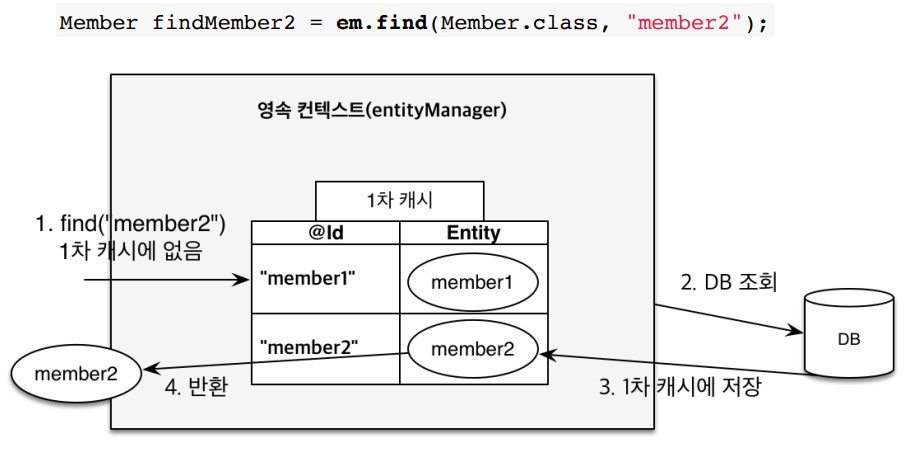 Member findMember2 = em.find(Member.class, "member2");
영속 컨텍스트(entityManager)
1차 캐시
@Id
Entity
1. find("member2")
1차 캐시에 없음
"member1"
member1
2. DB 조회
DB
"member2"
member2
member2
4. 반환
3. 1차 캐시에 저장